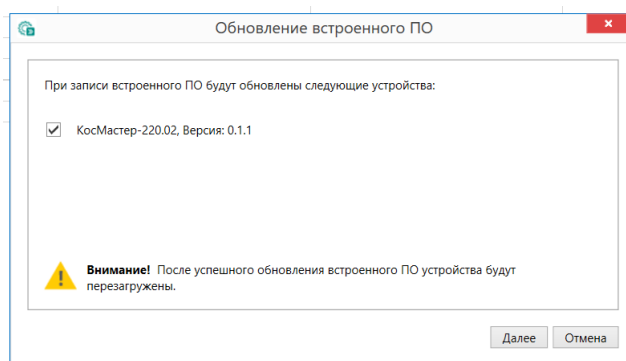 Обновление встроенного ПО
При записи встроенного ПО будут обновлены следующие устройства:
КосМастер-220.02, Версия: 0.1.1
Внимание! После успешного обновления встроенного ПО устройства будут
перезагружены.
Далее Отмена